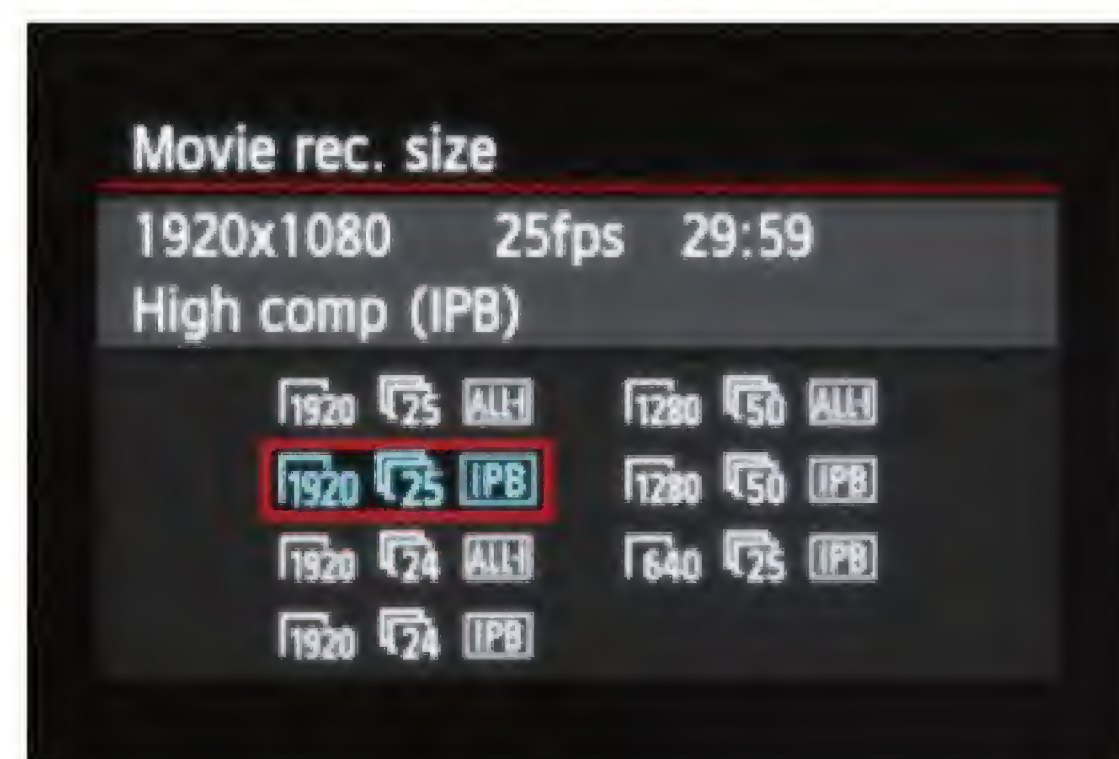 Movie rec. size
1920x1080 25fps 29:59
High comp (IPB)
1920 25 ALL-I 1280 50 ALL-I
1920 25 IPB 1280 50 IPB
1920 24 ALL-I 640 25 IPB
1920 24 IPB